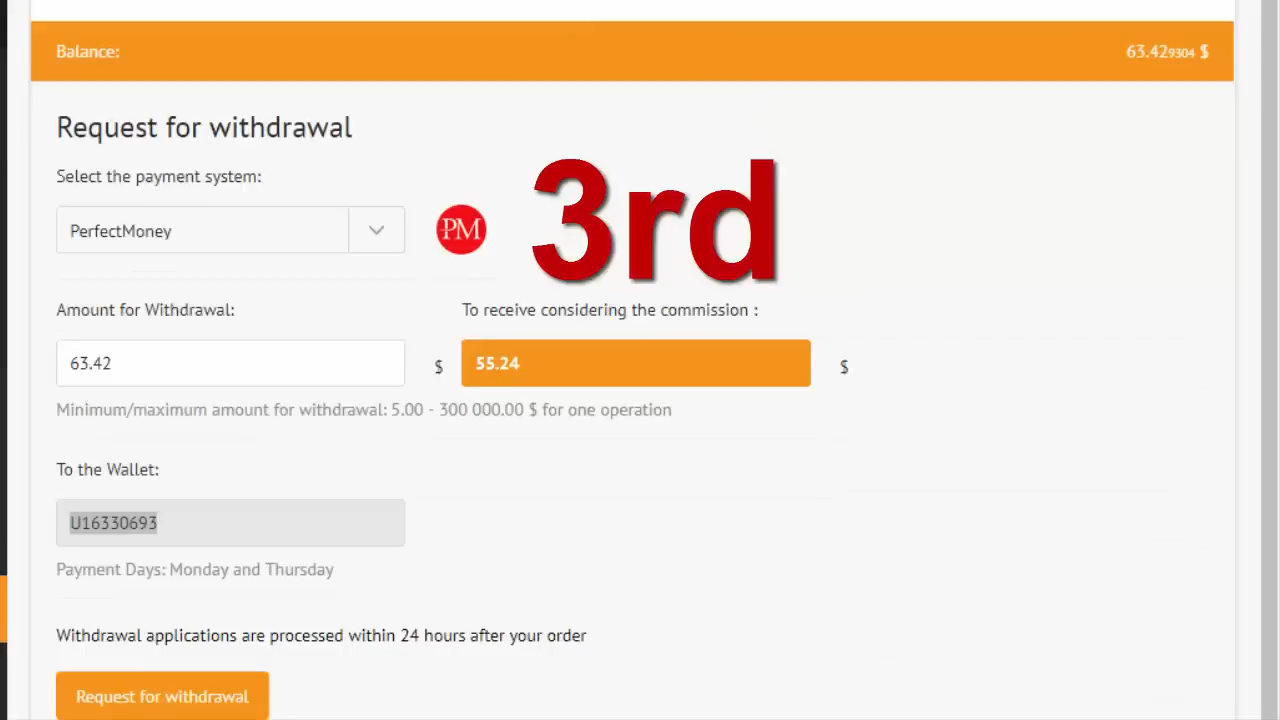 Balance: 63.429304 $
Request for withdrawal
Select the payment system:
PerfectMoney PM 3rd
Amount for Withdrawal: To receive considering the commission :
63.42 $ 55.24 $
Minimum/maximum amount for withdrawal: 5.00 - 300 000.00 $ for one operation
To the Wallet:
U16330693
Payment Days: Monday and Thursday
Withdrawal applications are processed within 24 hours after your order
Request for withdrawal